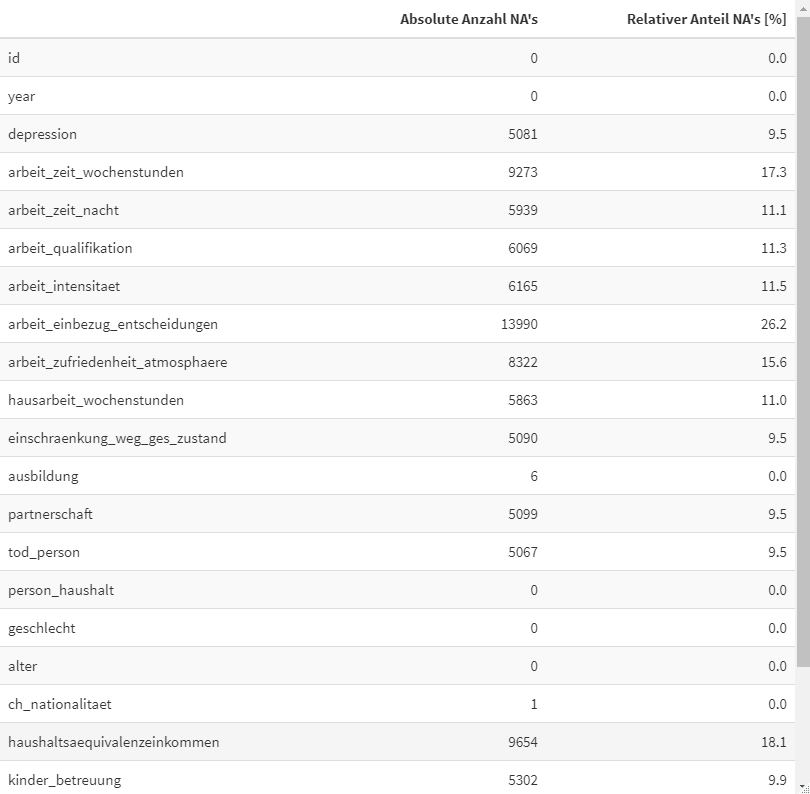 Absolute Anzahl NA's Relativer Anteil NA's [%]
id 0 0.0
year 0 0.0
depression 5081 9.5
arbeit_zeit_wochenstunden 9273 17.3
arbeit_zeit_nacht 5939 11.1
arbeit_qualifikation 6069 11.3
arbeit_intensitaet 6165 11.5
arbeit_einbezug_entscheidungen 13990 26.2
arbeit_zufriedenheit_atmosphaere 8322 15.6
hausarbeit_wochenstunden 5863 11.0
einschraenkung_weg_ges_zustand 5090 9.5
ausbildung 6 0.0
partnerschaft 5099 9.5
tod_person 5067 9.5
person_haushalt 0 0.0
geschlecht 0 0.0
alter 0 0.0
ch_nationalitaet 1 0.0
haushaltsaequivalenzeinkommen 9654 18.1
kinder_betreuung 5302 9.9